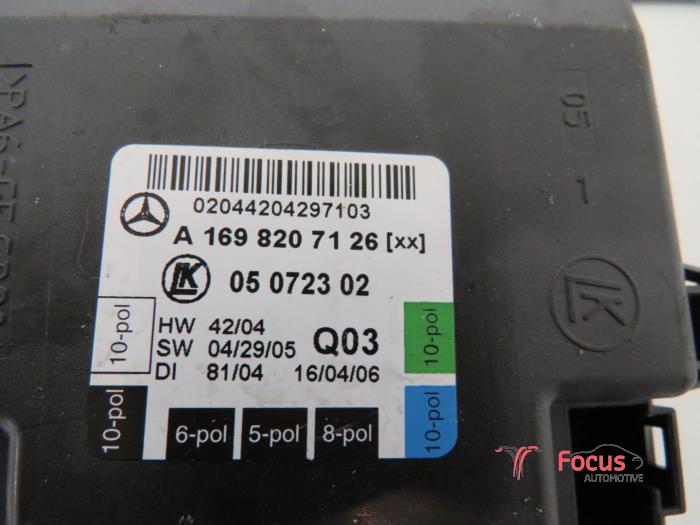 02044204297103
A 169 820 71 26 [xx]
LK
05 0723 02
HW 42/04
SW 04/29/05
Q03
DI 81/04 16/04/06
10-pol
10-pol
10-pol
10-pol
6-pol
5-pol
8-pol
05
1
LK
Focus
AUTOMOTIVE